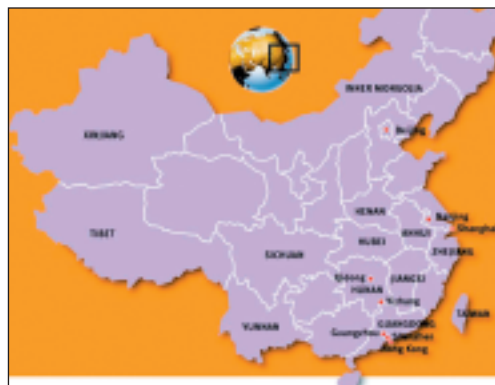 INNER MONGOLIA
Beijing
XINJIANG
HENAN
Nanjing
ANHUI
Shanghai
TIBET
HUBEI
ZHEJIANG
SICHUAN
JIANGXI
HUNAN
Yizhang
YUNNAN
GUANGDONG
Guangzhou
Shenzhen
Hong Kong
TAIWAN